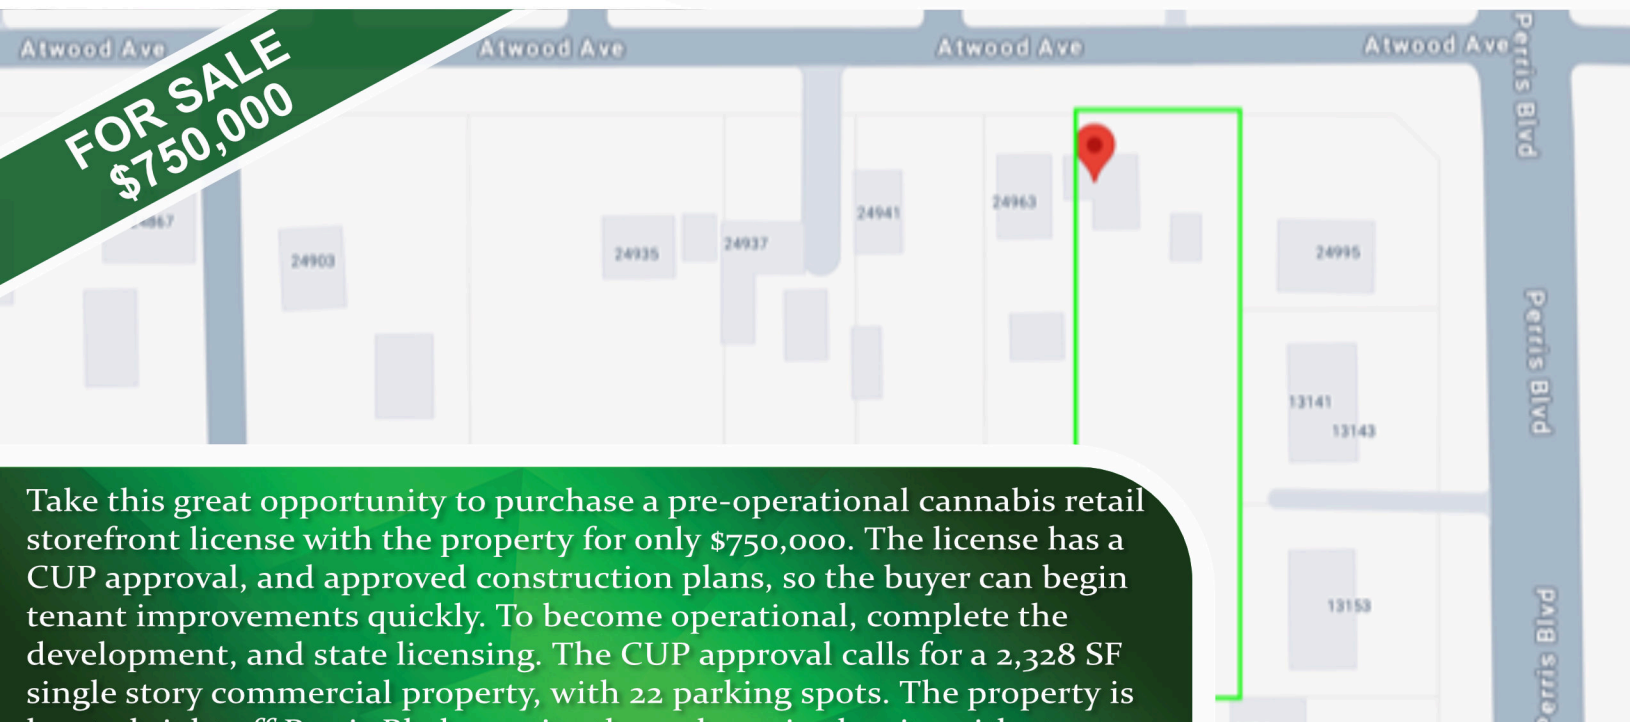 Atwood Ave
Atwood Ave
Atwood Ave
Atwood Ave
Perris Blvd
FOR SALE
$750,000
24903
24935
24937
24941
24963
24995
13141
13143
Perris Blvd
13153
Perris Blvd
Take this great opportunity to purchase a pre-operational cannabis retail
storefront license with the property for only $750,000. The license has a
CUP approval, and approved construction plans, so the buyer can begin
tenant improvements quickly. To become operational, complete the
development, and state licensing. The CUP approval calls for a 2,328 SF
single story commercial property, with 22 parking spots. The property is